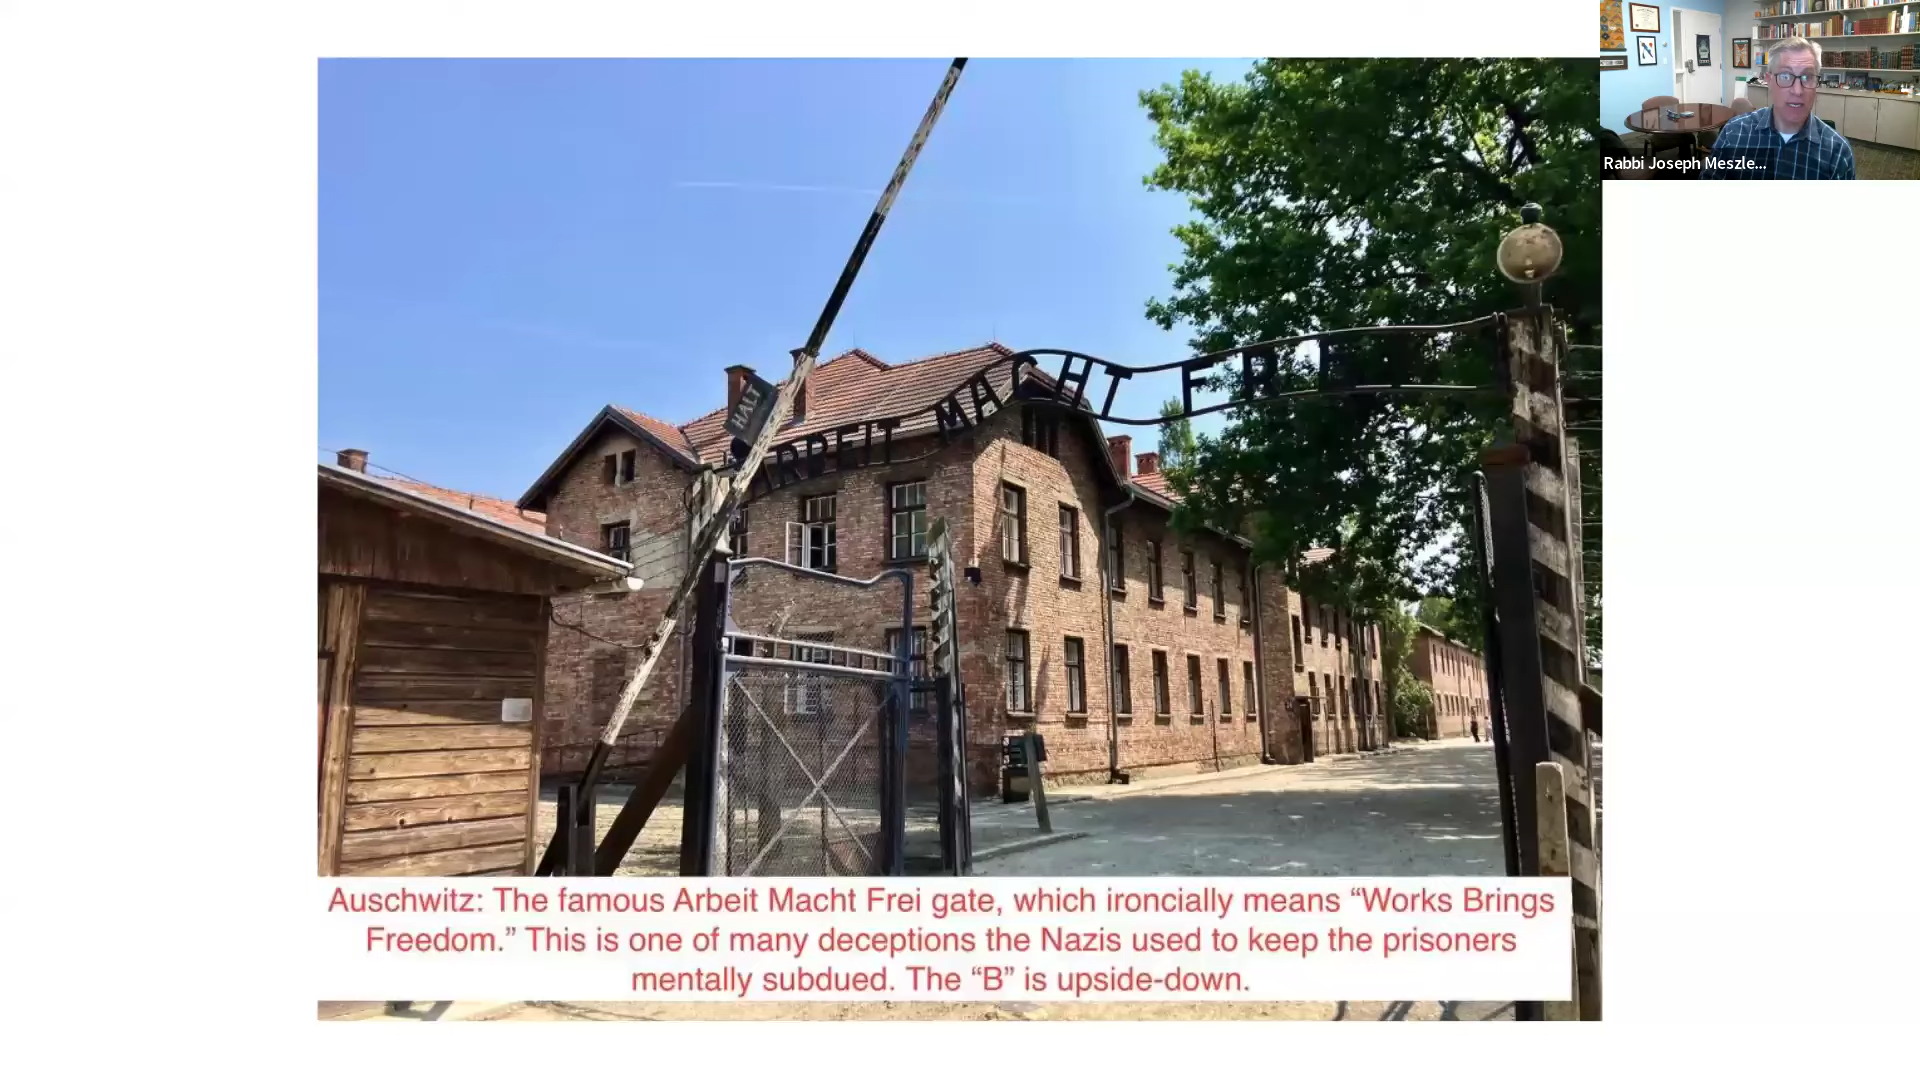 Rabbi Joseph Meszle...
HALT
ARBEIT MACHT FREI
Auschwitz: The famous Arbeit Macht Frei gate, which ironcially means “Works Brings
Freedom.” This is one of many deceptions the Nazis used to keep the prisoners
mentally subdued. The “B” is upside-down.